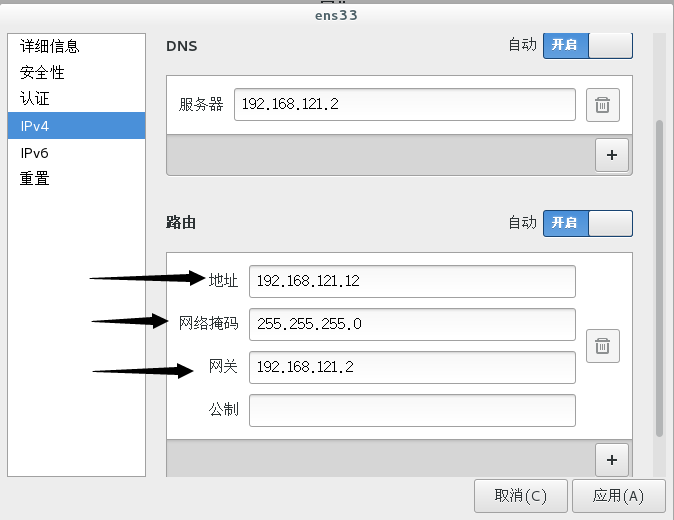 ens33
详细信息
安全性
认证
IPv4
IPv6
重置
DNS
自动 开启
服务器 192.168.121.2
+
路由
自动 开启
地址 192.168.121.12
网络掩码 255.255.255.0
网关 192.168.121.2
公制
+
取消(C) 应用(A)